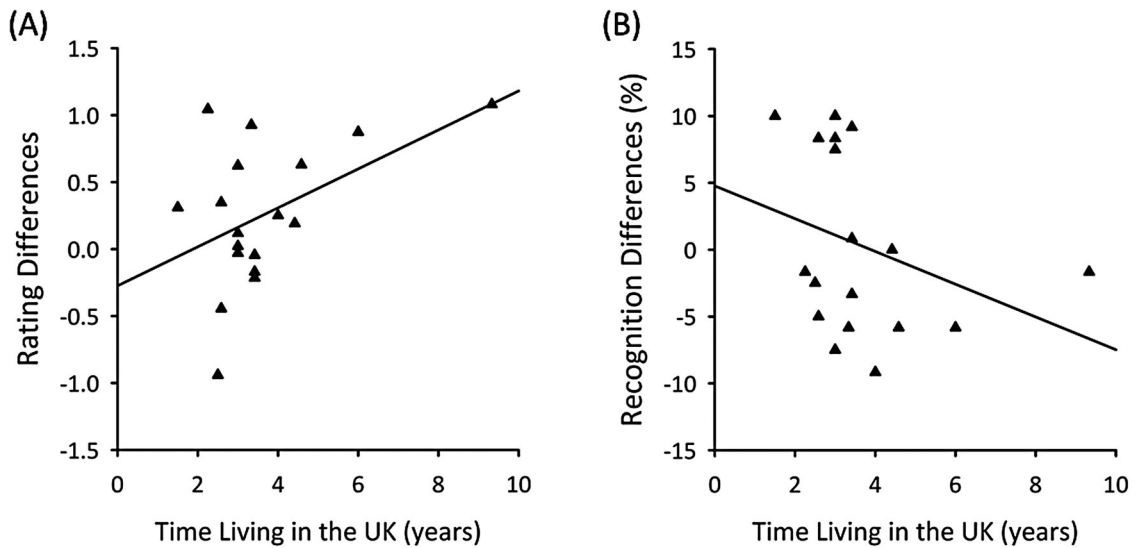 (A)
Rating Differences
1.5
1.0
0.5
0.0
-0.5
-1.0
-1.5
0 2 4 6 8 10
Time Living in the UK (years)
(B)
Recognition Differences (%)
15
10
5
0
-5
-10
-15
0 2 4 6 8 10
Time Living in the UK (years)